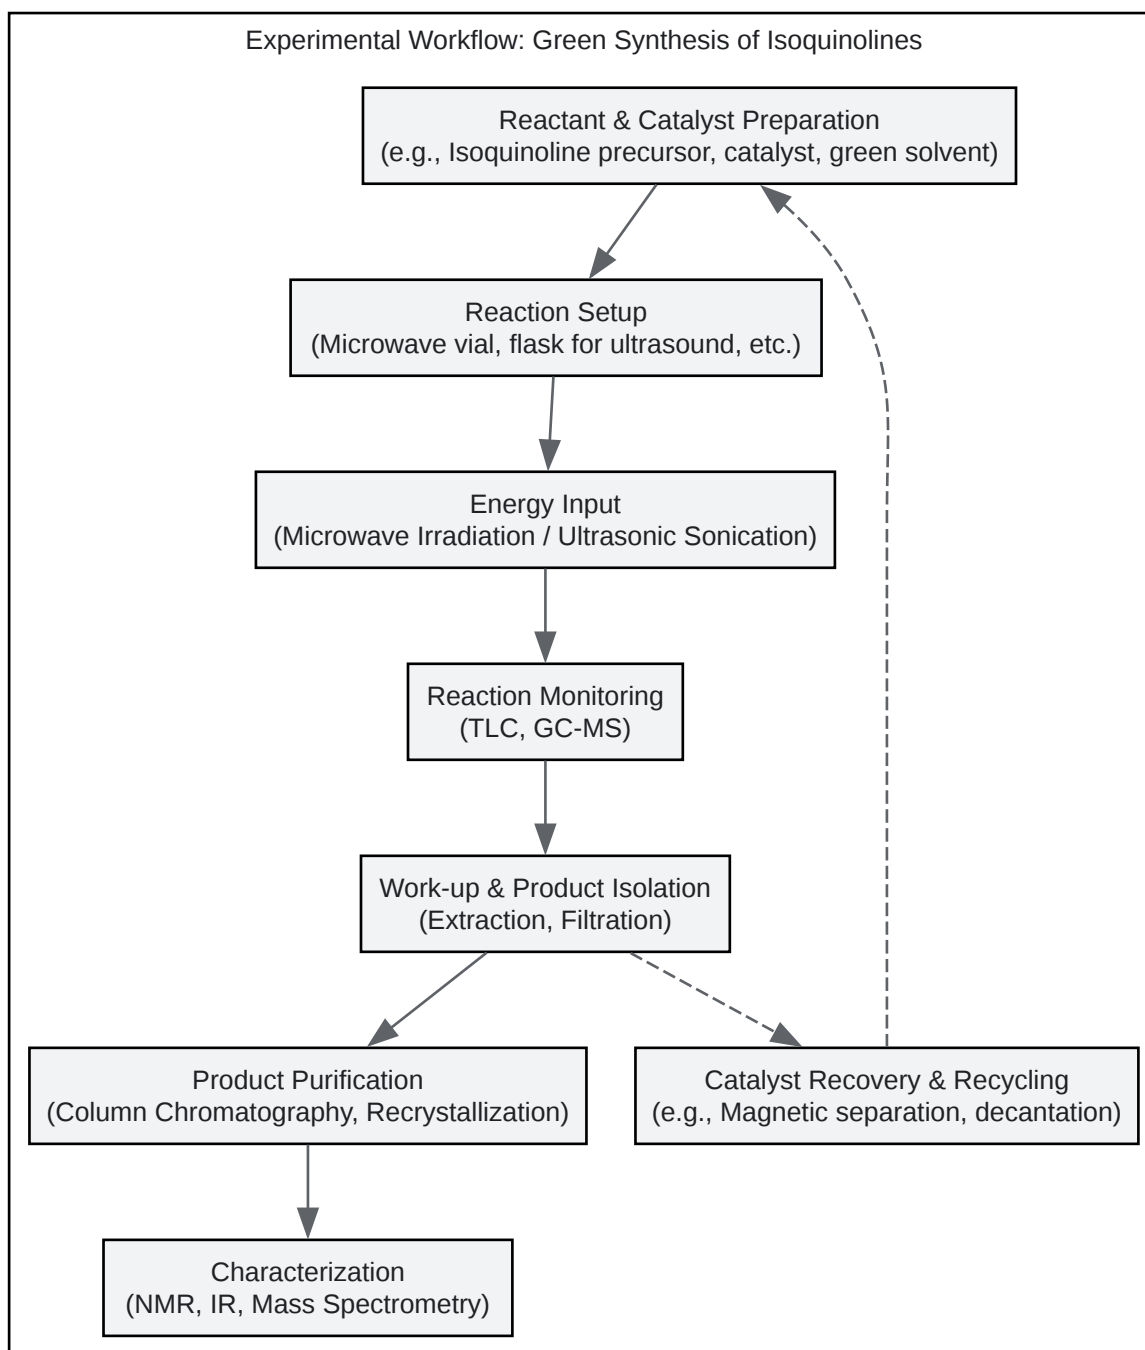 Experimental Workflow: Green Synthesis of Isoquinolines
Reactant & Catalyst Preparation
(e.g., Isoquinoline precursor, catalyst, green solvent)
Reaction Setup
(Microwave vial, flask for ultrasound, etc.)
Energy Input
(Microwave Irradiation / Ultrasonic Sonication)
Reaction Monitoring
(TLC, GC-MS)
Work-up & Product Isolation
(Extraction, Filtration)
Product Purification
(Column Chromatography, Recrystallization)
Catalyst Recovery & Recycling
(e.g., Magnetic separation, decantation)
Characterization
(NMR, IR, Mass Spectrometry)